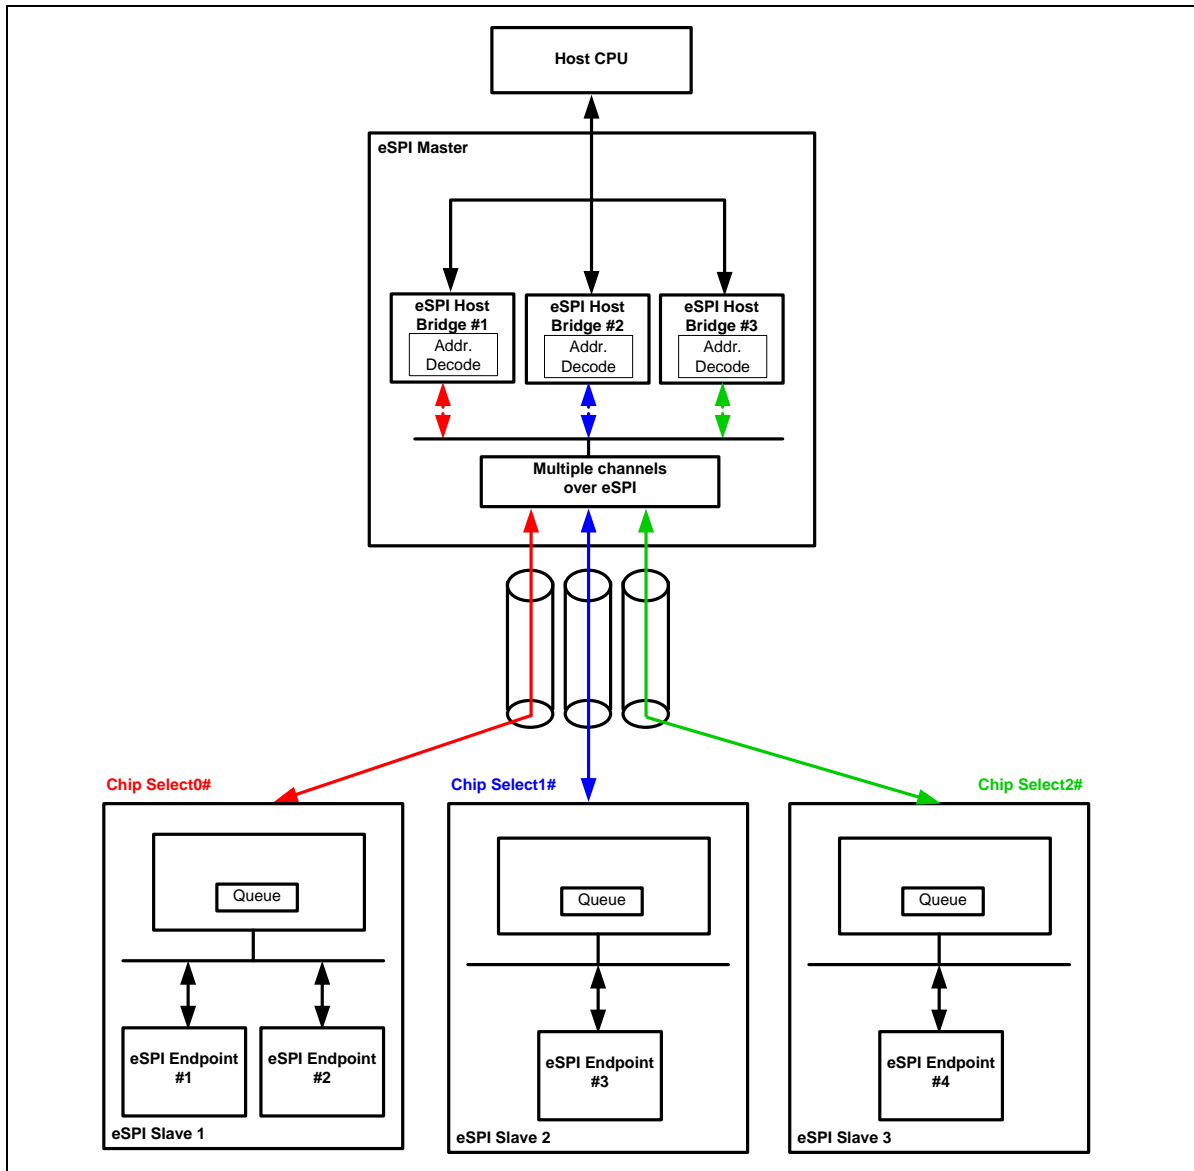 Host CPU
eSPI Master
eSPI Host
Bridge #1
Addr.
Decode
eSPI Host
Bridge #2
Addr.
Decode
eSPI Host
Bridge #3
Addr.
Decode
Multiple channels
over eSPI
Chip Select0#
Chip Select1#
Chip Select2#
Queue
eSPI Endpoint
#1
eSPI Endpoint
#2
eSPI Slave 1
Queue
eSPI Endpoint
#3
eSPI Slave 2
Queue
eSPI Endpoint
#4
eSPI Slave 3